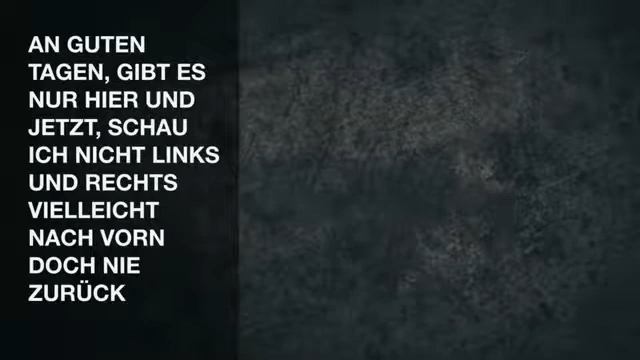 AN GUTEN
TAGEN, GIBT ES
NUR HIER UND
JETZT, SCHAU
ICH NICHT LINKS
UND RECHTS
VIELLEICHT
NACH VORN
DOCH NIE
ZURÜCK